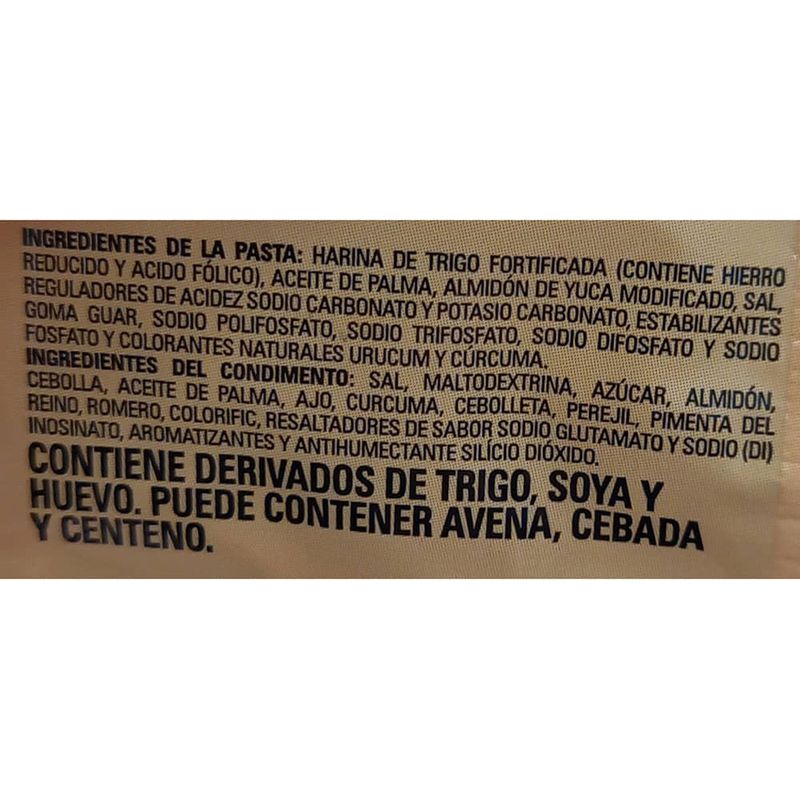 INGREDIENTES DE LA PASTA: HARINA DE TRIGO FORTIFICADA (CONTIENE HIERRO
REDUCIDO Y ACIDO FÓLICO), ACEITE DE PALMA, ALMIDÓN DE YUCA MODIFICADO, SAL,
REGULADORES DE ACIDEZ SODIO CARBONATO Y POTASIO CARBONATO, ESTABILIZANTES
GOMA GUAR, SODIO POLIFOSFATO, SODIO TRIFOSFATO, SODIO DIFOSFATO Y SODIO
FOSFATO Y COLORANTES NATURALES URUCUM Y CÚRCUMA.
INGREDIENTES DEL CONDIMENTO: SAL, MALTODEXTRINA, AZÚCAR, ALMIDÓN,
CEBOLLA, ACEITE DE PALMA, AJO, CURCUMA, CEBOLLETA, PEREJIL, PIMENTA DEL
REINO, ROMERO, COLORIFIC, RESALTADORES DE SABOR SODIO GLUTAMATO Y SODIO (DI)
INOSINATO, AROMATIZANTES Y ANTIHUMECTANTE SILÍCIO DIÓXIDO.
CONTIENE DERIVADOS DE TRIGO, SOYA Y
HUEVO. PUEDE CONTENER AVENA, CEBADA
Y CENTENO.